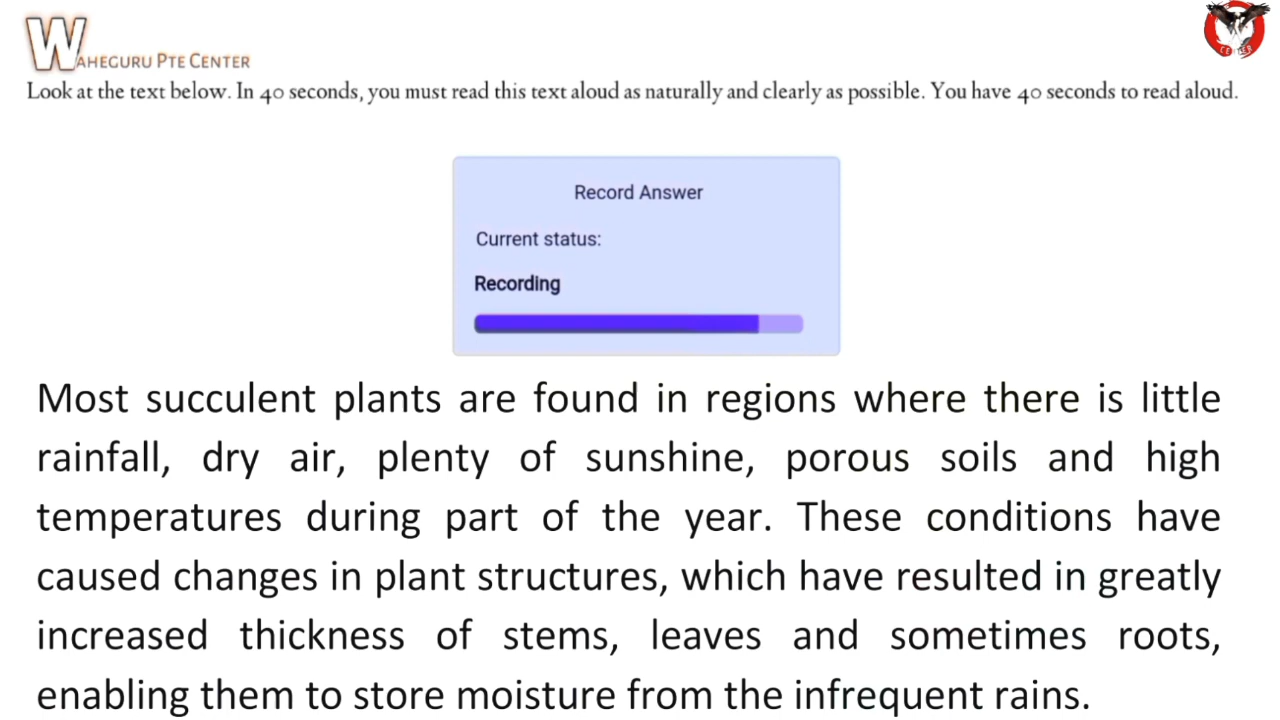 WAHEGURU PTE CENTER
Look at the text below. In 40 seconds, you must read this text aloud as naturally and clearly as possible. You have 40 seconds to read aloud.
Record Answer
Current status:
Recording
Most succulent plants are found in regions where there is little
rainfall, dry air, plenty of sunshine, porous soils and high
temperatures during part of the year. These conditions have
caused changes in plant structures, which have resulted in greatly
increased thickness of stems, leaves and sometimes roots,
enabling them to store moisture from the infrequent rains.